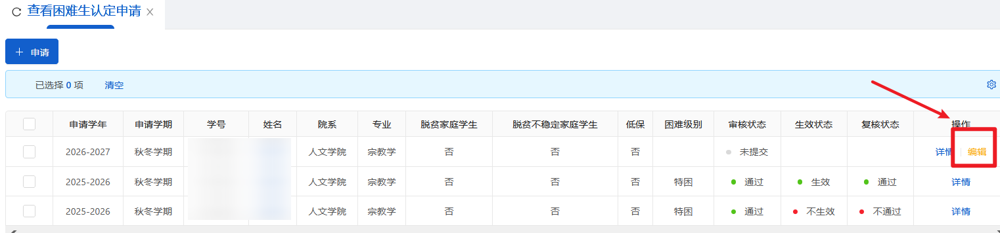 查看困难生认定申请
申请
已选择 0 项 清空
申请学年 申请学期 学号 姓名 院系 专业 脱贫家庭学生 脱贫不稳定家庭学生 低保 困难级别 审核状态 生效状态 复核状态 操作
2026-2027 秋冬学期 人文学院 宗教学 否 否 否 未提交 详情 编辑
2025-2026 秋冬学期 人文学院 宗教学 否 否 否 特困 通过 生效 通过 详情
2025-2026 秋冬学期 人文学院 宗教学 否 否 否 特困 通过 不生效 不通过 详情